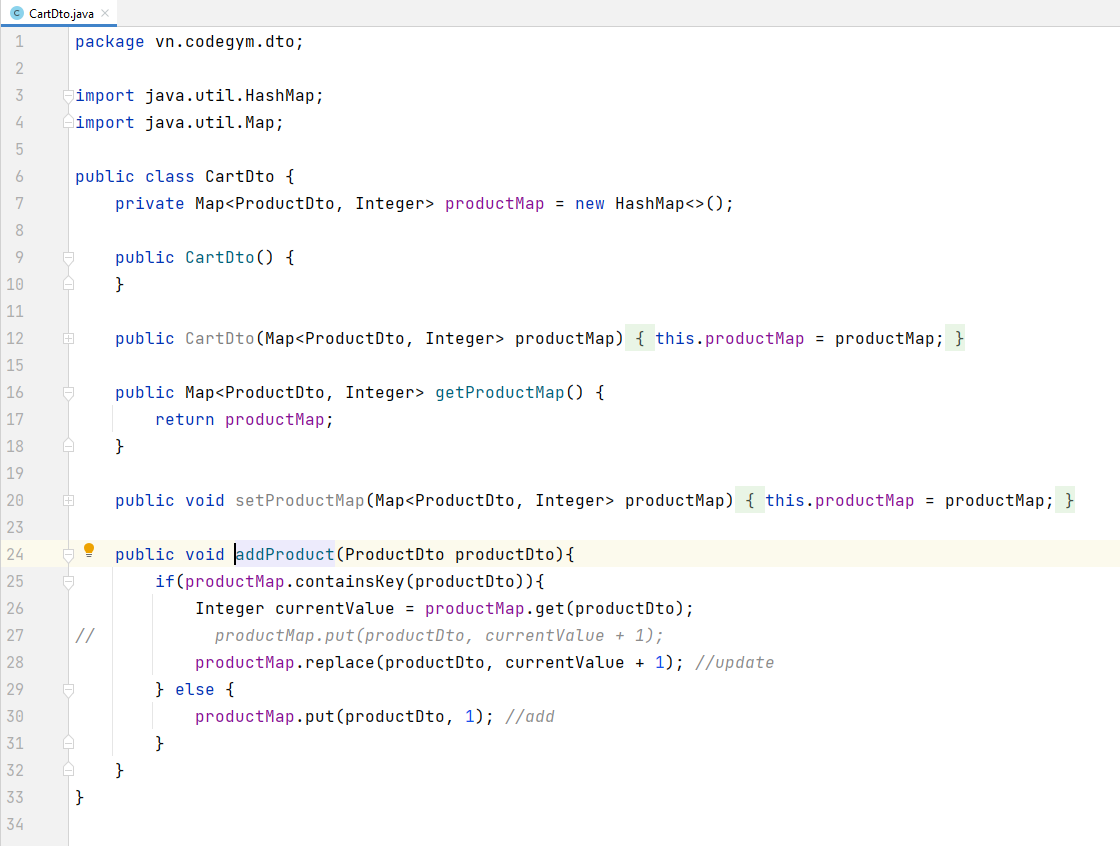 CartDto.java
1 package vn.codegym.dto;
2
3 import java.util.HashMap;
4 import java.util.Map;
5
6 public class CartDto {
7     private Map<ProductDto, Integer> productMap = new HashMap<>();
8
9     public CartDto() {
10     }
11
12     public CartDto(Map<ProductDto, Integer> productMap) { this.productMap = productMap; }
15
16     public Map<ProductDto, Integer> getProductMap() {
17         return productMap;
18     }
19
20     public void setProductMap(Map<ProductDto, Integer> productMap) { this.productMap = productMap; }
23
24     public void addProduct(ProductDto productDto){
25         if(productMap.containsKey(productDto)){
26             Integer currentValue = productMap.get(productDto);
27 //            productMap.put(productDto, currentValue + 1);
28             productMap.replace(productDto, currentValue + 1); //update
29         } else {
30             productMap.put(productDto, 1); //add
31         }
32     }
33 }
34